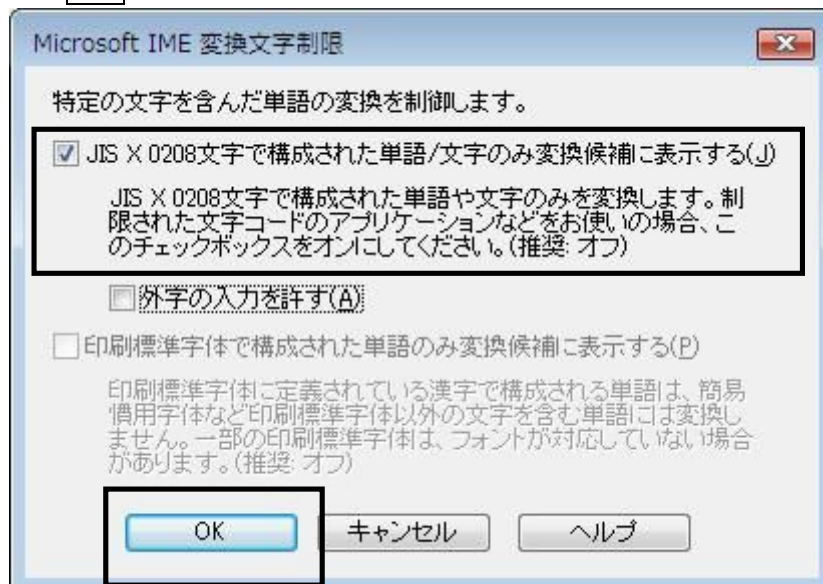 Microsoft IME 変換文字制限
特定の文字を含んだ単語の変換を制御します。
JIS X 0208文字で構成された単語/文字のみ変換候補に表示する(J)
JIS X 0208文字で構成された単語や文字のみを変換します。制
限された文字コードのアプリケーションなどをお使いの場合、こ
のチェックボックスをオンにしてください。(推奨: オフ)
外字の入力を許す(A)
印刷標準字体で構成された単語のみ変換候補に表示する(P)
印刷標準字体に定義されている漢字で構成される単語は、簡易
慣用字体など印刷標準字体以外の文字を含む単語には変換し
ません。一部の印刷標準字体は、フォントが対応していない場合
があります。(推奨: オフ)
OK キャンセル ヘルプ